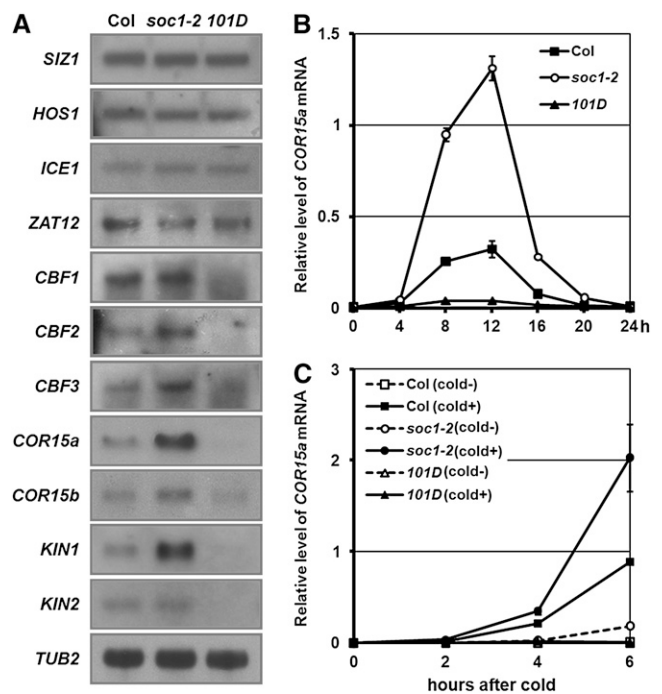 A
Col soc1-2 101D
SIZ1
HOS1
ICE1
ZAT12
CBF1
CBF2
CBF3
COR15a
COR15b
KIN1
KIN2
TUB2
B
Relative level of COR15a mRNA
1.5
1
0.5
0
0 4 8 12 16 20 24 h
Col
soc1-2
101D
C
Relative level of COR15a mRNA
3
2
1
0
0 2 4 6
hours after cold
Col (cold-)
Col (cold+)
soc1-2 (cold-)
soc1-2 (cold+)
101D (cold-)
101D (cold+)